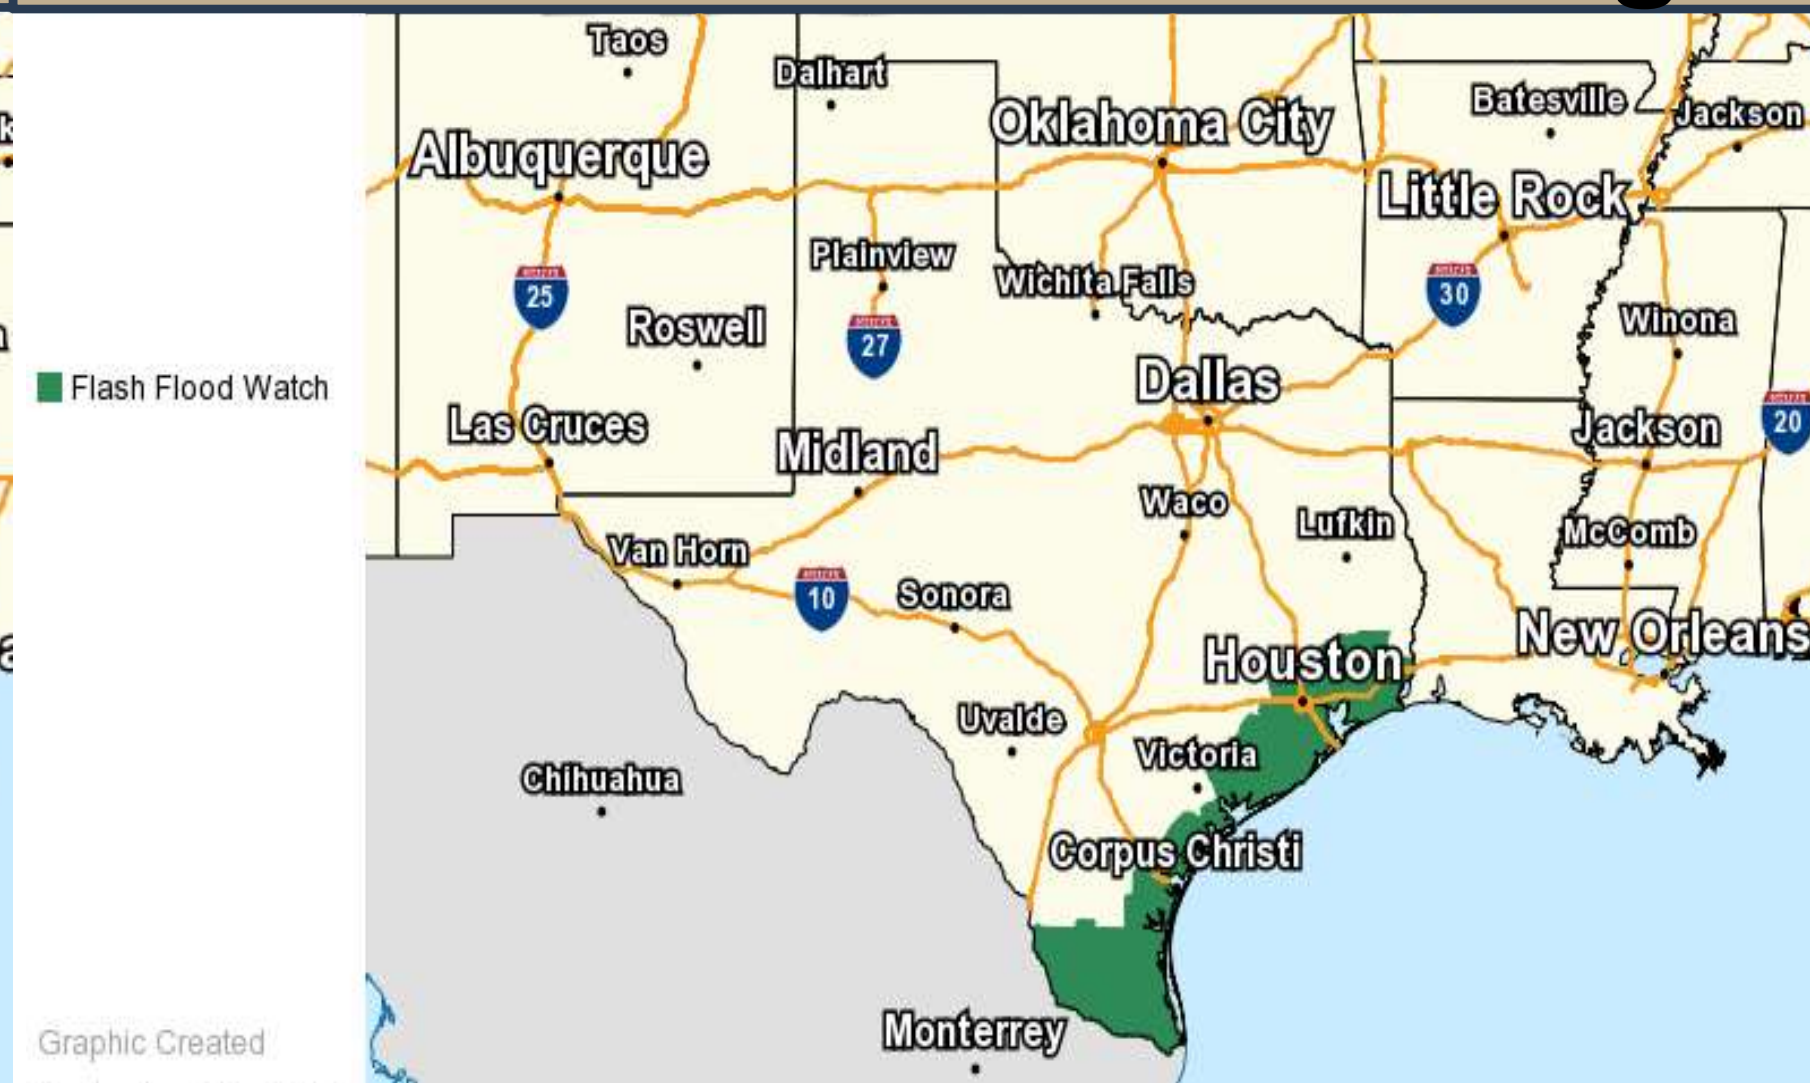 Taos
Dalhart
Batesville
Jackson
Oklahoma City
Albuquerque
Little Rock
Plainview
Wichita Falls
25
30
Roswell
27
Winona
Flash Flood Watch
Dallas
20
Las Cruces
Jackson
Midland
Waco
Lufkin
McComb
Van Horn
10
Sonora
New Orleans
Houston
Uvalde
Victoria
Chihuahua
Corpus Christi
Monterrey
Graphic Created